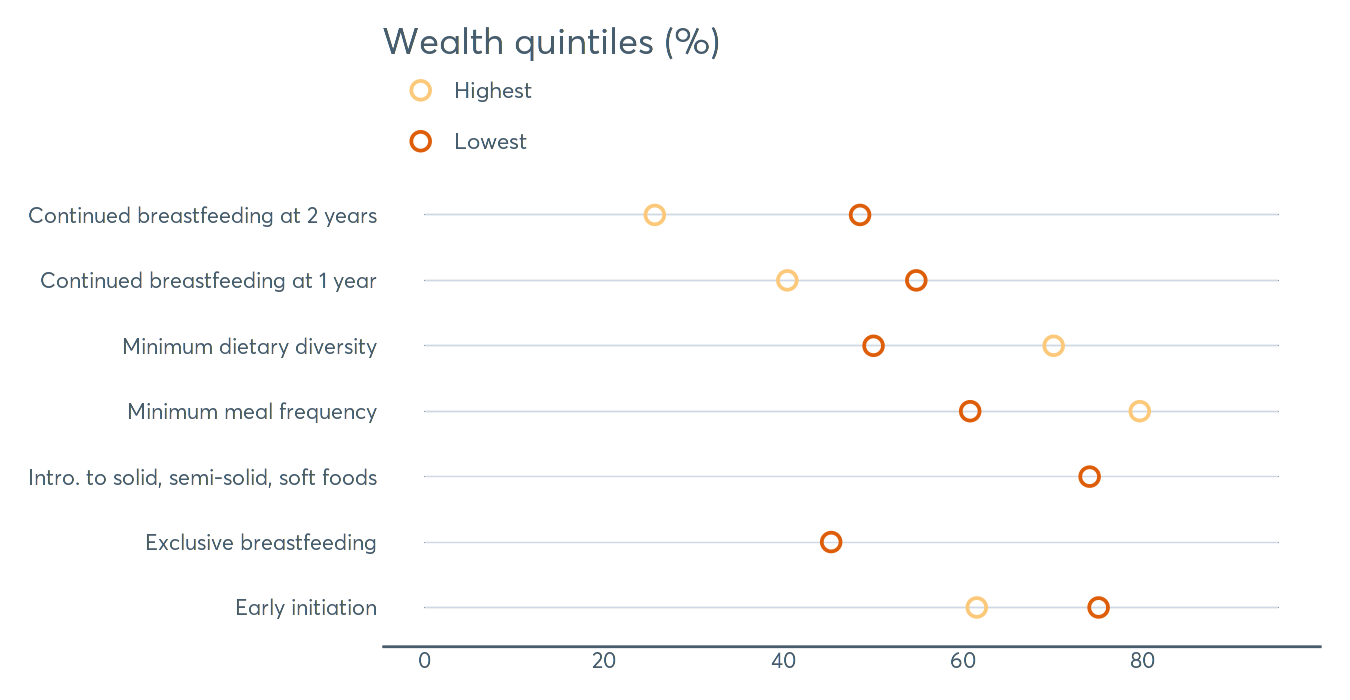 Wealth quintiles (%)
Highest
Lowest
Continued breastfeeding at 2 years
Continued breastfeeding at 1 year
Minimum dietary diversity
Minimum meal frequency
Intro. to solid, semi-solid, soft foods
Exclusive breastfeeding
Early initiation
0 20 40 60 80